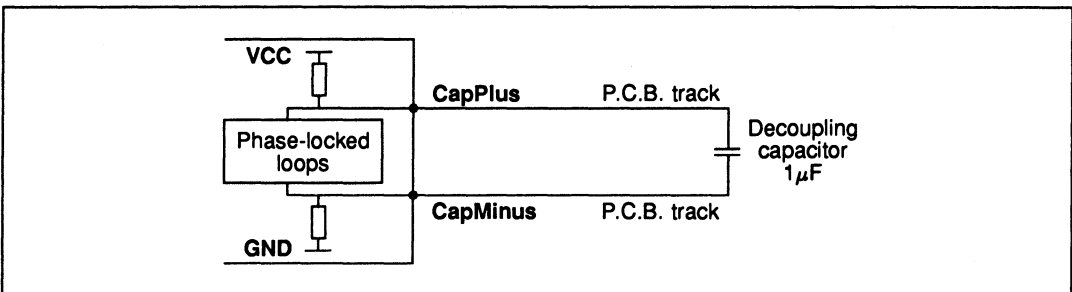 VCC
CapPlus
P.C.B. track
Phase-locked
loops
Decoupling
capacitor
1μF
CapMinus
P.C.B. track
GND